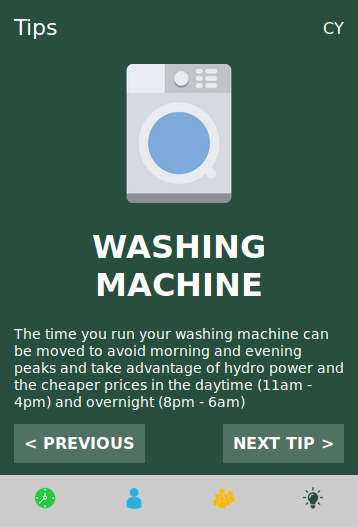 Tips
CY
WASHING
MACHINE
The time you run your washing machine can
be moved to avoid morning and evening
peaks and take advantage of hydro power and
the cheaper prices in the daytime (11am -
4pm) and overnight (8pm - 6am)
< PREVIOUS
NEXT TIP >